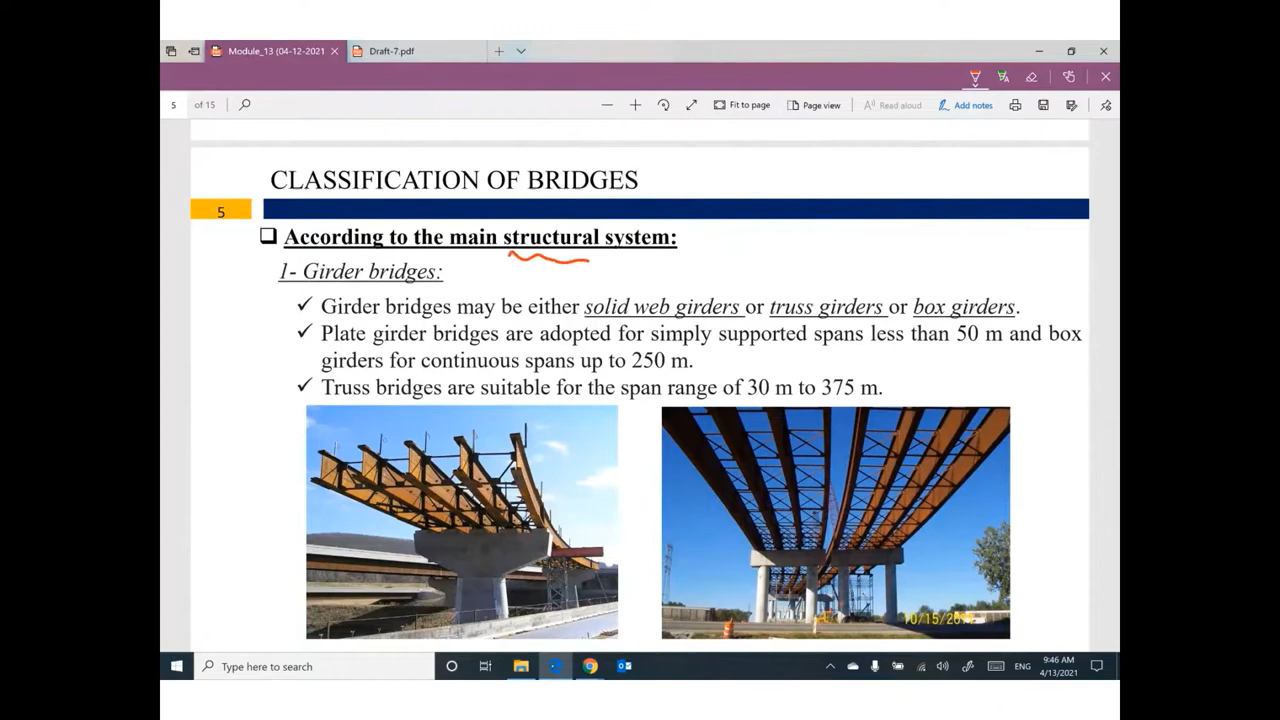 Module_13 (04-12-2021
Draft-7.pdf
5 of 15
Fit to page
Page view
Read aloud
Add notes
CLASSIFICATION OF BRIDGES
5
According to the main structural system:
1- Girder bridges:
Girder bridges may be either solid web girders or truss girders or box girders.
Plate girder bridges are adopted for simply supported spans less than 50 m and box
girders for continuous spans up to 250 m.
Truss bridges are suitable for the span range of 30 m to 375 m.
Type here to search
ENG
9:46 AM
4/13/2021